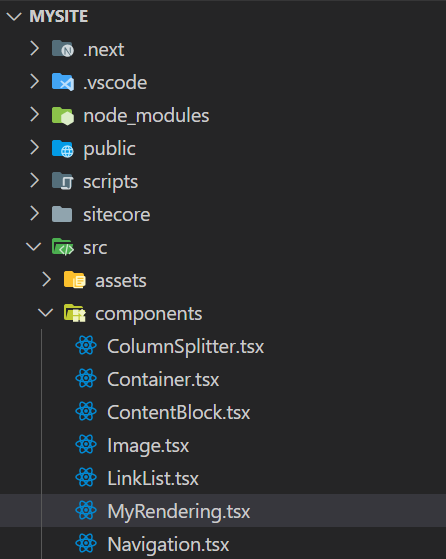 MYSITE
.next
.vscode
node_modules
public
scripts
sitecore
src
assets
components
ColumnSplitter.tsx
Container.tsx
ContentBlock.tsx
Image.tsx
LinkList.tsx
MyRendering.tsx
Navigation.tsx